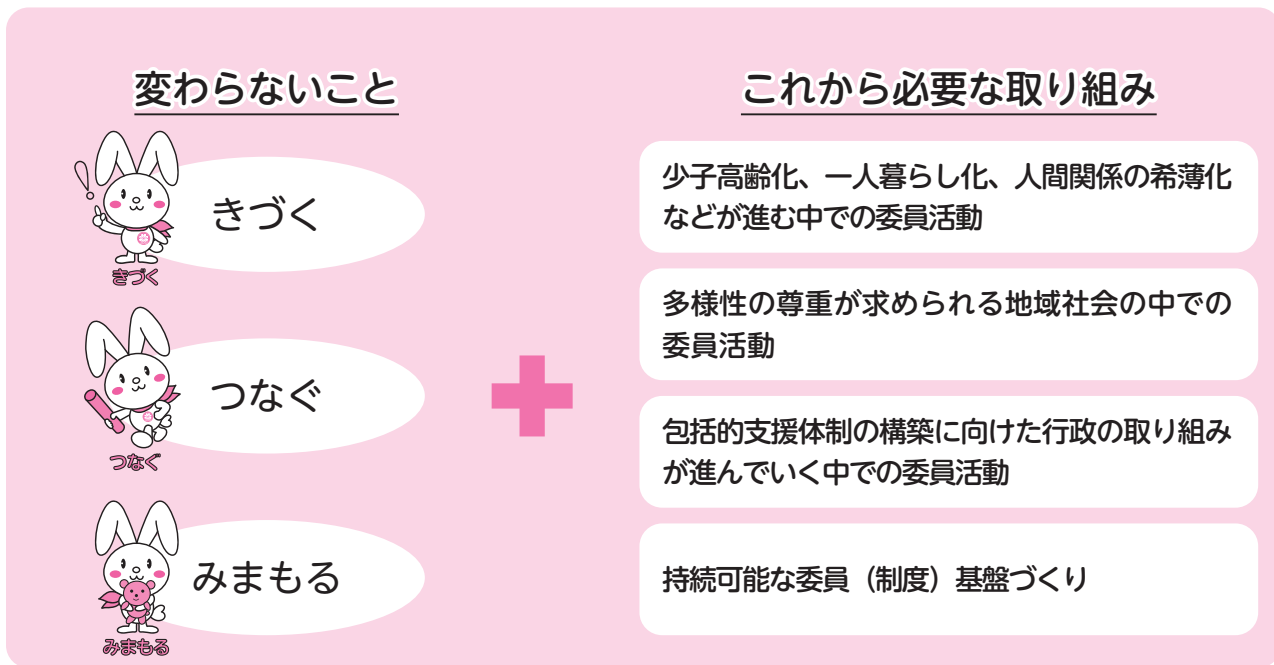 変わらないこと
きづく
きづく
つなぐ
つなぐ
みまもる
みまもる
これから必要な取り組み
少子高齢化、一人暮らし化、人間関係の希薄化
などが進む中での委員活動
多様性の尊重が求められる地域社会の中での
委員活動
包括的支援体制の構築に向けた行政の取り組み
が進んでいく中での委員活動
持続可能な委員（制度）基盤づくり